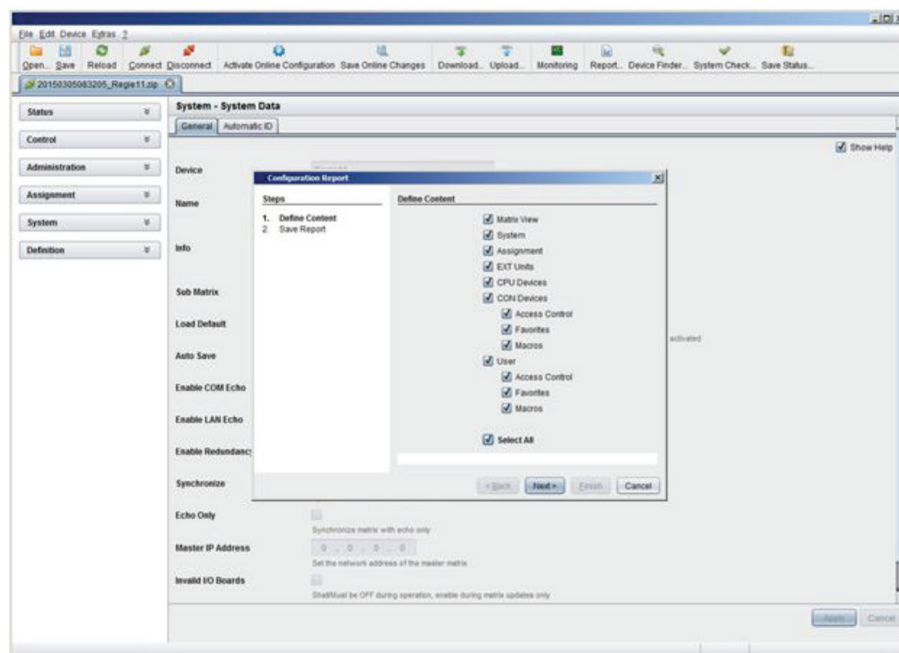 File Edit Device Extras ?
Open... Save Reload Connect Disconnect Activate Online Configuration Save Online Changes Download... Upload... Monitoring Report... Device Finder... System Check... Save Status...
20150305083205_Regie11.zip
Status
Control
Administration
Assignment
System
Definition
System - System Data
General Automatic ID
Show Help
Device
Name
Info
Sub Matrix
Load Default
Auto Save
Enable COM Echo
Enable LAN Echo
Enable Redundancy
Synchronize
Echo Only
Synchronize matrix with echo only
Master IP Address
0 . 0 . 0 . 0
Set the network address of the master matrix
Invalid I/O Boards
Shall/Must be OFF during operation, enable during matrix updates only
activated
Apply Cancel
Configuration Report
Steps
1. Define Content
2. Save Report
Define Content
Matrix View
System
Assignment
EXT Units
CPU Devices
CON Devices
Access Control
Favorites
Macros
User
Access Control
Favorites
Macros
Select All
< Back Next > Finish Cancel